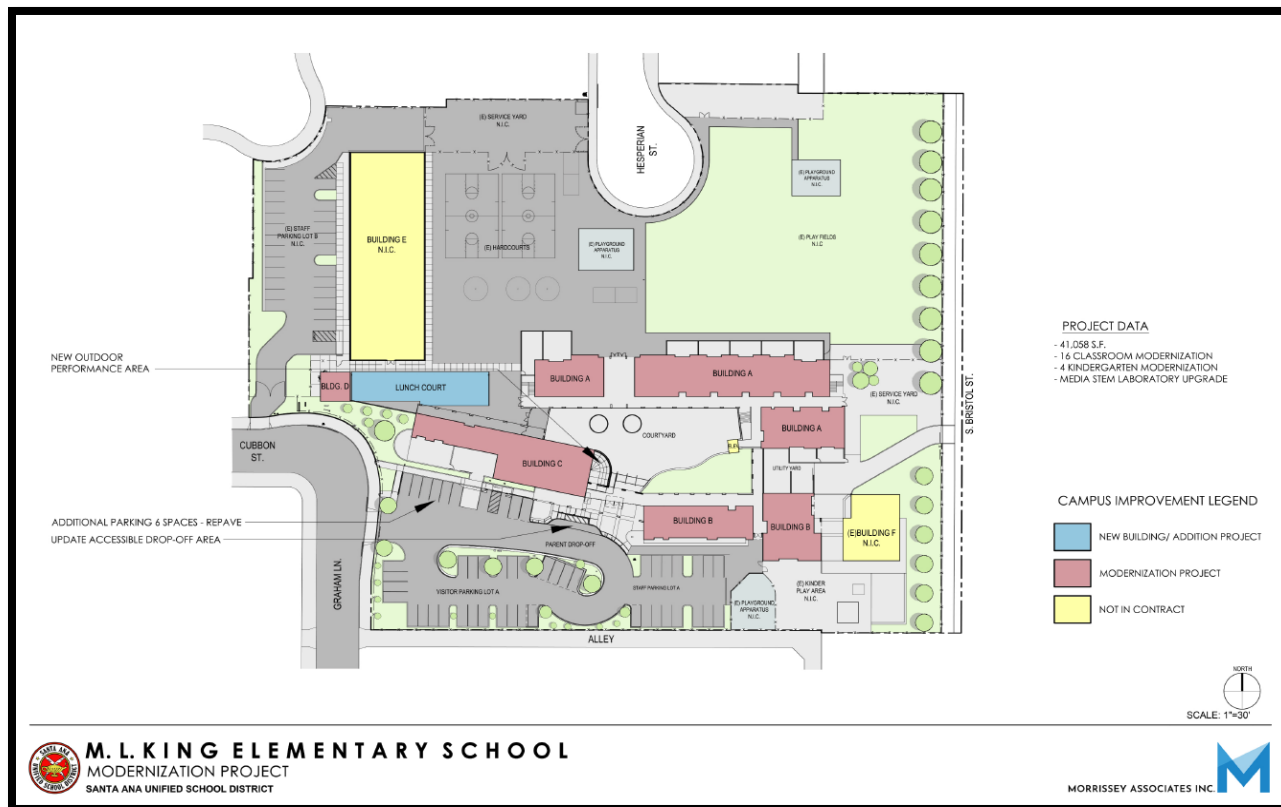 (E) SERVICE YARD
N.I.C.
HESPERIAN
ST.
(E) PLAYGROUND
APPARATUS
N.I.C.
(E) STAFF
PARKING LOT B
N.I.C.
BUILDING E
N.I.C.
(E) HARDCOURTS
(E) PLAYGROUND
APPARATUS
N.I.C.
(E) PLAY FIELDS
N.I.C
PROJECT DATA
- 41,058 S.F.
- 16 CLASSROOM MODERNIZATION
- 4 KINDERGARTEN MODERNIZATION
- MEDIA STEM LABORATORY UPGRADE
NEW OUTDOOR
PERFORMANCE AREA
BLDG. D
LUNCH COURT
BUILDING A
BUILDING A
(E) SERVICE YARD
N.I.C.
S. BRISTOL ST.
BUILDING A
COURTYARD
CUBBON
ST.
BUILDING C
UTILITY YARD
CAMPUS IMPROVEMENT LEGEND
NEW BUILDING/ ADDITION PROJECT
MODERNIZATION PROJECT
NOT IN CONTRACT
ADDITIONAL PARKING 6 SPACES - REPAVE
UPDATE ACCESSIBLE DROP-OFF AREA
BUILDING B
BUILDING B
(E)BUILDING F
N.I.C.
PARENT DROP-OFF
GRAHAM LN.
VISITOR PARKING LOT A
STAFF PARKING LOT A
(E) PLAYGROUND
APPARATUS
N.I.C.
(E) KINDER
PLAY AREA
N.I.C.
ALLEY
NORTH
SCALE: 1"=30'
SANTA ANA
UNIFIED SCHOOL DISTRICT
M. L. KING ELEMENTARY SCHOOL
MODERNIZATION PROJECT
SANTA ANA UNIFIED SCHOOL DISTRICT
MORRISSEY ASSOCIATES INC.
M